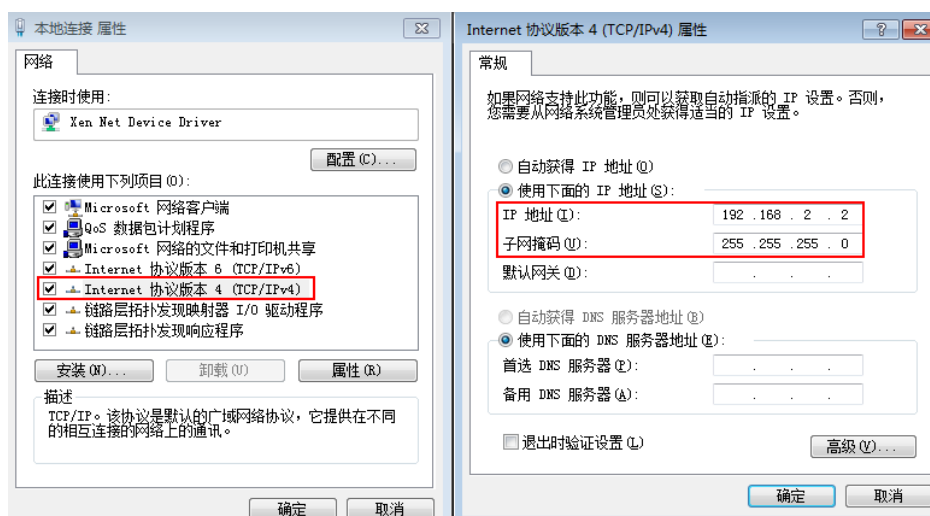 本地连接 属性
网络
连接时使用:
Xen Net Device Driver
配置(C)...
此连接使用下列项目(O):
Microsoft 网络客户端
QoS 数据包计划程序
Microsoft 网络的文件和打印机共享
Internet 协议版本 6 (TCP/IPv6)
Internet 协议版本 4 (TCP/IPv4)
链路层拓扑发现映射器 I/O 驱动程序
链路层拓扑发现响应程序
安装(N)...
卸载(U)
属性(R)
描述
TCP/IP。该协议是默认的广域网络协议，它提供在不同
的相互连接的网络上的通讯。
确定
取消
Internet 协议版本 4 (TCP/IPv4) 属性
常规
如果网络支持此功能，则可以获取自动指派的 IP 设置。否则，
您需要从网络系统管理员处获得适当的 IP 设置。
自动获得 IP 地址(O)
使用下面的 IP 地址(S):
IP 地址(I): 192 . 168 . 2 . 2
子网掩码(U): 255 . 255 . 255 . 0
默认网关(D): . . .
自动获得 DNS 服务器地址(B)
使用下面的 DNS 服务器地址(E):
首选 DNS 服务器(P): . . .
备用 DNS 服务器(A): . . .
退出时验证设置(L)
高级(V)...
确定
取消